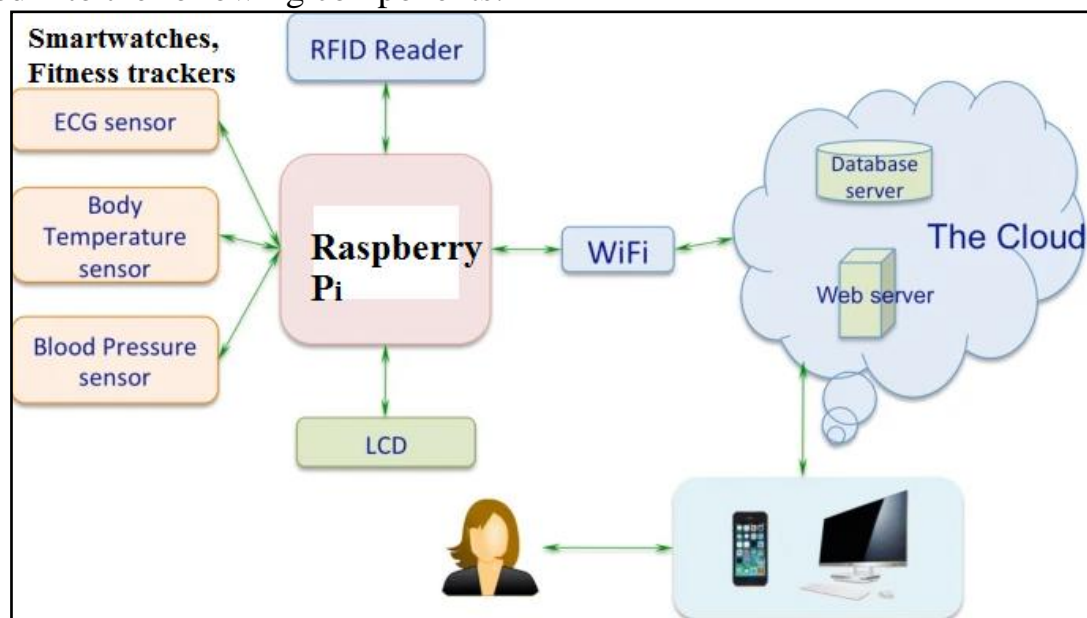 Smartwatches,
Fitness trackers
RFID Reader
ECG sensor
Body
Temperature
sensor
Blood Pressure
sensor
Raspberry
Pi
WiFi
LCD
Database
server
The Cloud
Web server